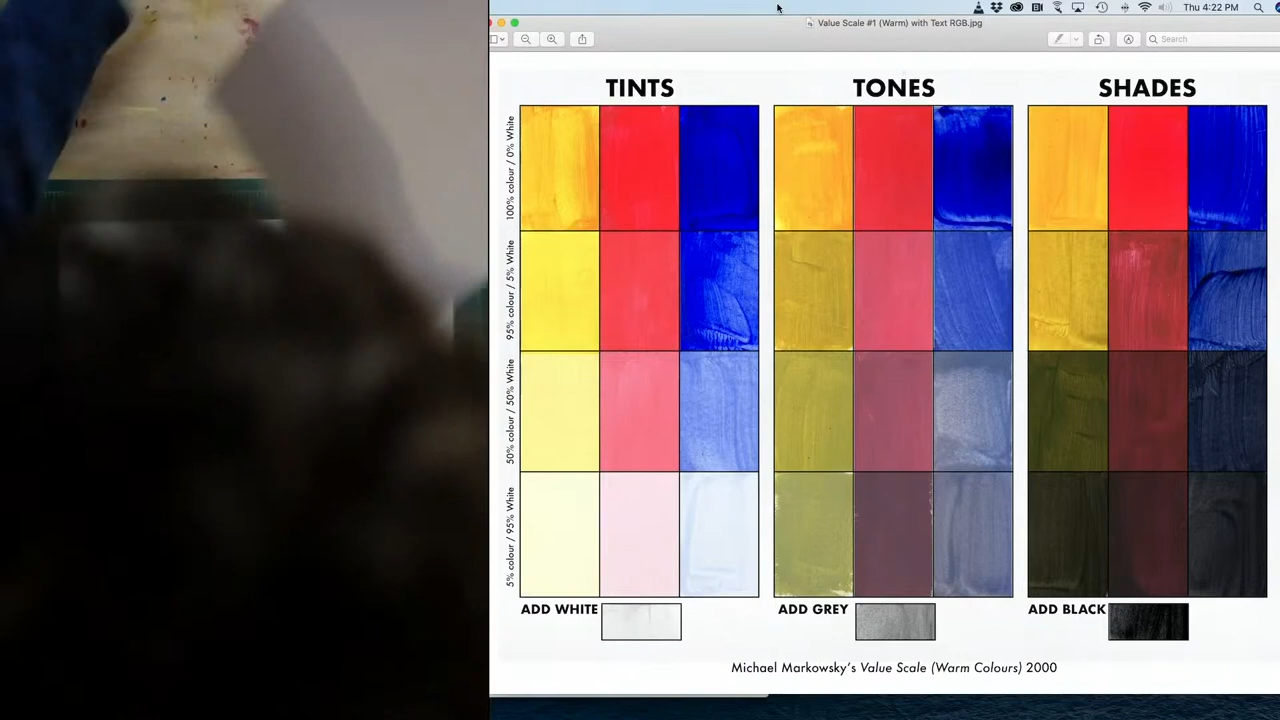 Thu 4:22 PM
Value Scale #1 (Warm) with Text RGB.jpg
Search
TINTS
TONES
SHADES
100% colour / 0% White
95% colour / 5% White
50% colour / 50% White
5% colour / 95% White
ADD WHITE
ADD GREY
ADD BLACK
Michael Markowsky's Value Scale (Warm Colours) 2000